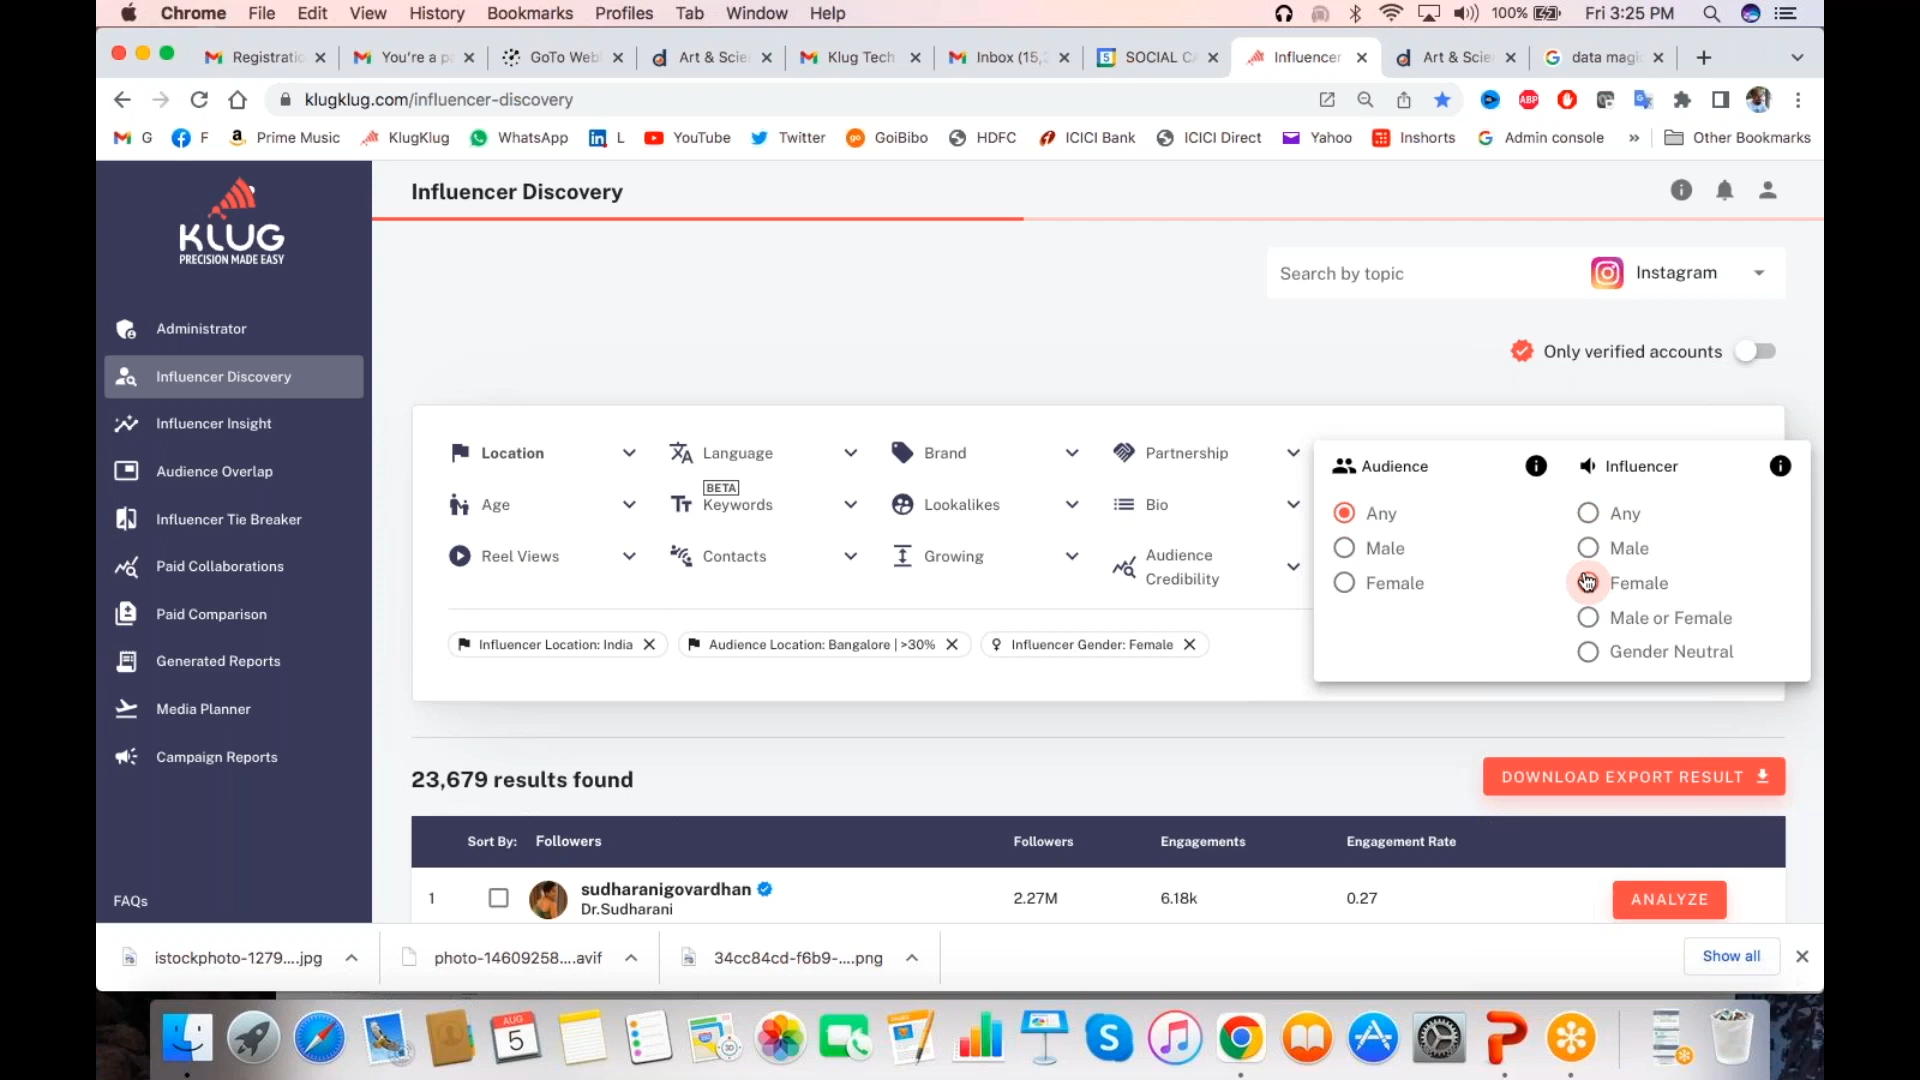 Chrome File Edit View History Bookmarks Profiles Tab Window Help 100% Fri 3:25 PM
Registratio You're a pa GoTo Web Art & Scie Klug Tech Inbox (15, SOCIAL CA Influencer Art & Scie data magi
klugklug.com/influencer-discovery ABP
G F Prime Music KlugKlug WhatsApp L YouTube Twitter GoiBibo HDFC ICICI Bank ICICI Direct Yahoo Inshorts Admin console » Other Bookmarks
KLUG
PRECISION MADE EASY
Administrator
Influencer Discovery
Influencer Insight
Audience Overlap
Influencer Tie Breaker
Paid Collaborations
Paid Comparison
Generated Reports
Media Planner
Campaign Reports
FAQs
Influencer Discovery
Search by topic Instagram
Only verified accounts
Location Language Brand Partnership
Age BETA Keywords Lookalikes Bio
Reel Views Contacts Growing Audience Credibility
Audience Influencer
Any Any
Male Male
Female Female
Male or Female
Gender Neutral
Influencer Location: India Audience Location: Bangalore | >30% Influencer Gender: Female
23,679 results found DOWNLOAD EXPORT RESULT
Sort By: Followers Followers Engagements Engagement Rate
1 sudharanigovardhan 2.27M 6.18k 0.27 ANALYZE
Dr.Sudharani
istockphoto-1279....jpg photo-14609258....avif 34cc84cd-f6b9-....png Show all
AUG
5